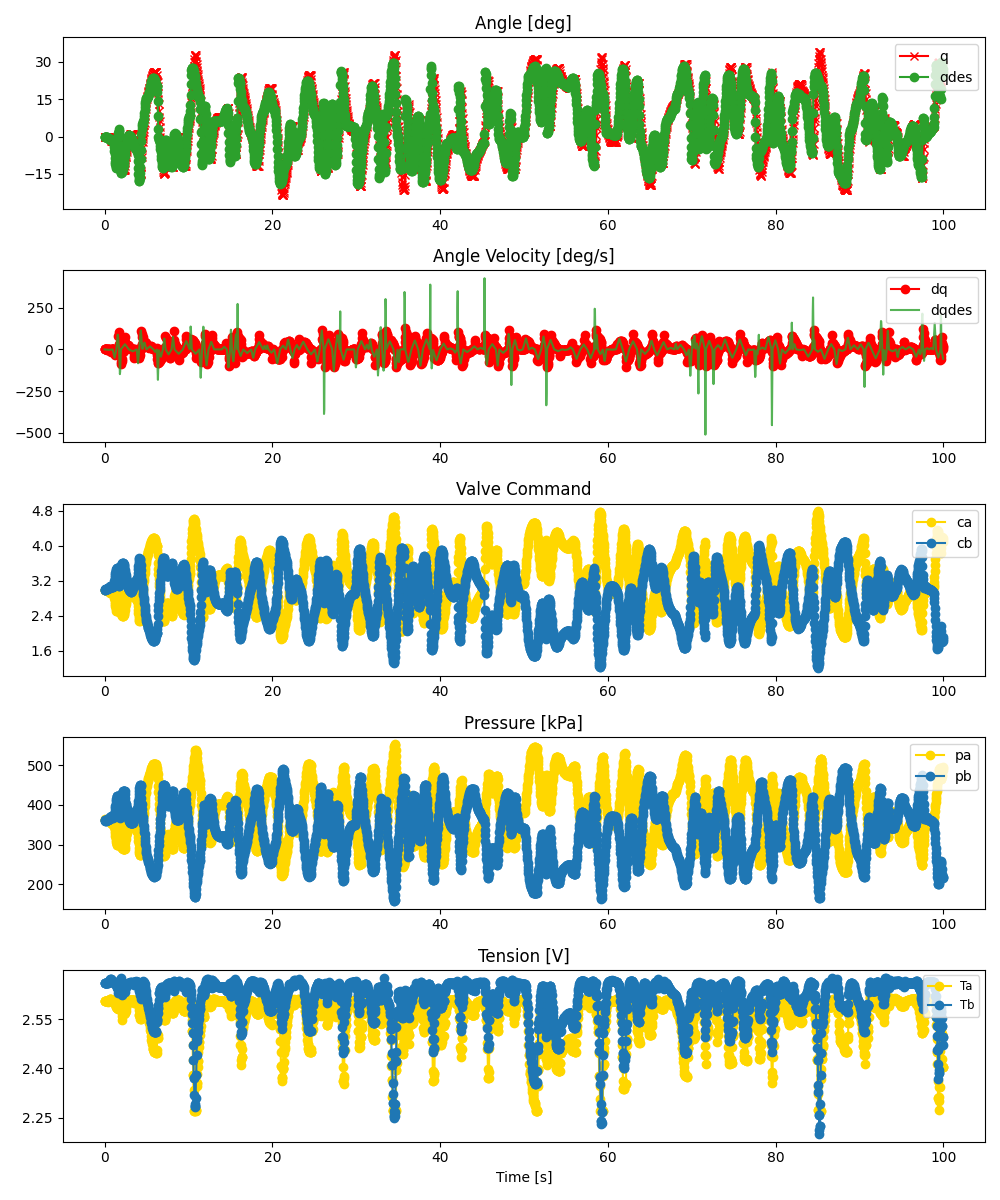 Angle [deg]
30
15
0
−15
q
qdes
0 20 40 60 80 100
Angle Velocity [deg/s]
250
0
−250
−500
dq
dqdes
0 20 40 60 80 100
Valve Command
4.8
4.0
3.2
2.4
1.6
ca
cb
0 20 40 60 80 100
Pressure [kPa]
500
400
300
200
pa
pb
0 20 40 60 80 100
Tension [V]
2.55
2.40
2.25
Ta
Tb
0 20 40 60 80 100
Time [s]